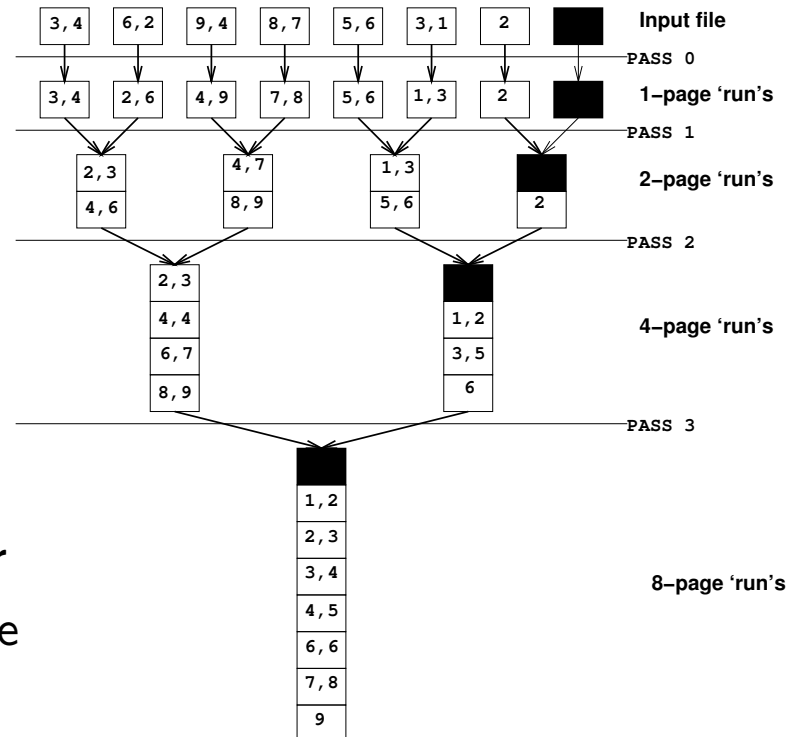 3,4 6,2 9,4 8,7 5,6 3,1 2 Input file
PASS 0
3,4 2,6 4,9 7,8 5,6 1,3 2 1–page ‘run's
PASS 1
2,3 4,7 1,3 2–page ‘run's
4,6 8,9 5,6 2
PASS 2
2,3
4,4 1,2 4–page ‘run's
6,7 3,5
8,9 6
PASS 3
1,2
2,3
r
3,4 8–page ‘run's
4,5
e
6,6
7,8
9